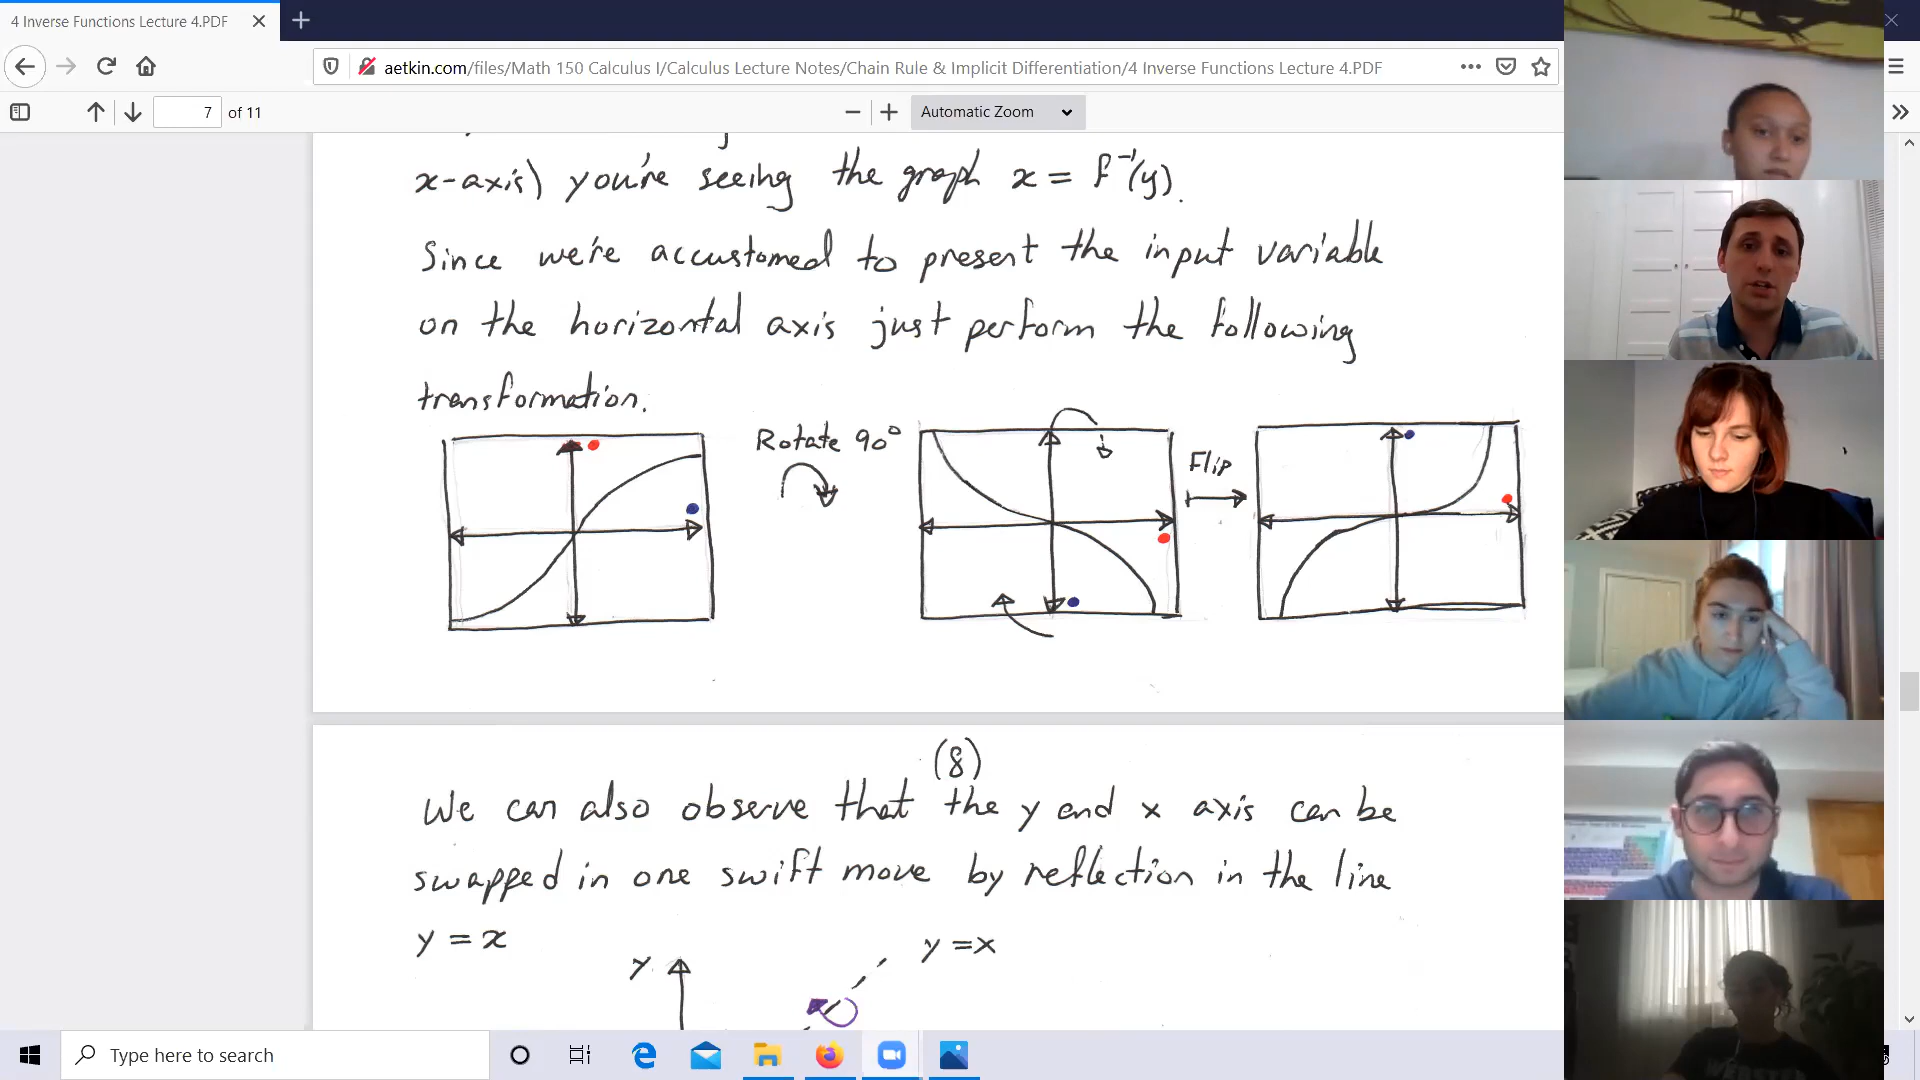 4 Inverse Functions Lecture 4.PDF
aetkin.com/files/Math 150 Calculus I/Calculus Lecture Notes/Chain Rule & Implicit Differentiation/4 Inverse Functions Lecture 4.PDF
7 of 11
Automatic Zoom
x-axis) you're seeing the graph x = f⁻¹(y).
Since we're accustomed to present the input variable
on the horizontal axis just perform the following
transformation.
Rotate 90°
Flip
(8)
We can also observe that the y and x axis can be
swapped in one swift move by reflection in the line
y = x
y
y = x
Type here to search